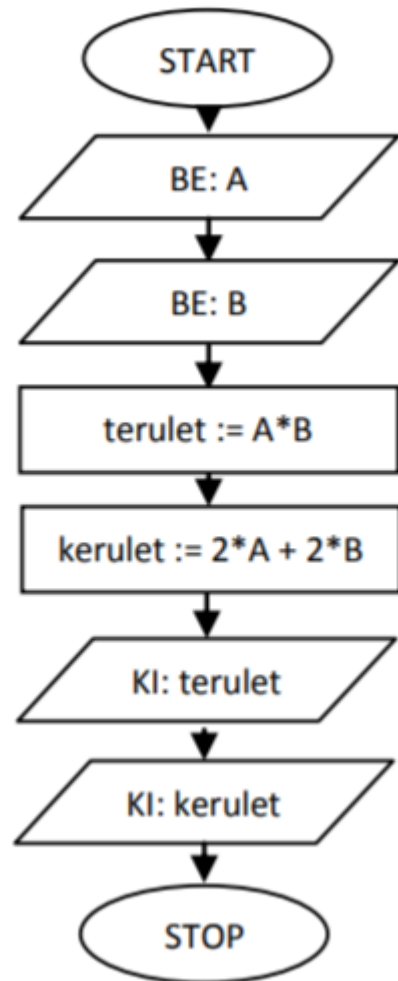 START
BE: A
BE: B
terulet := A*B
kerulet := 2*A + 2*B
KI: terulet
KI: kerulet
STOP